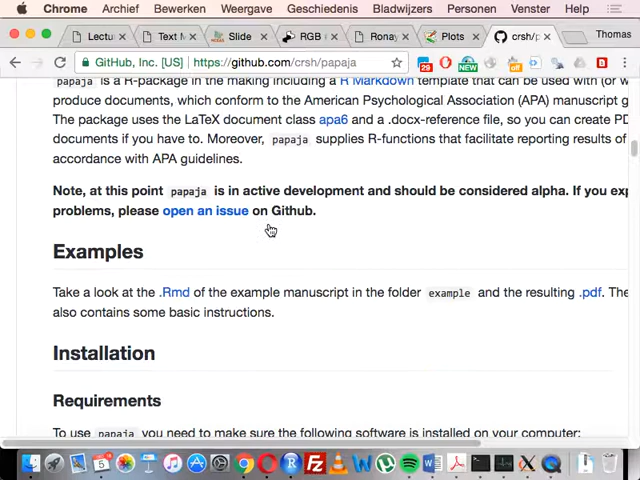 Chrome Archief Bewerken Weergave Geschiedenis Bladwijzers Personen Venster Help
Lectu Text M Slide RGB Ronay Plots crsh/p Thomas
GitHub, Inc. [US] https://github.com/crsh/papaja
papaja is a R-package in the making including a R Markdown template that can be used with (or w
produce documents, which conform to the American Psychological Association (APA) manuscript g
The package uses the LaTeX document class apa6 and a .docx-reference file, so you can create PD
documents if you have to. Moreover, papaja supplies R-functions that facilitate reporting results of
accordance with APA guidelines.
Note, at this point papaja is in active development and should be considered alpha. If you exp
problems, please open an issue on Github.
Examples
Take a look at the .Rmd of the example manuscript in the folder example and the resulting .pdf. The
also contains some basic instructions.
Installation
Requirements
To use papaja you need to make sure the following software is installed on your computer: